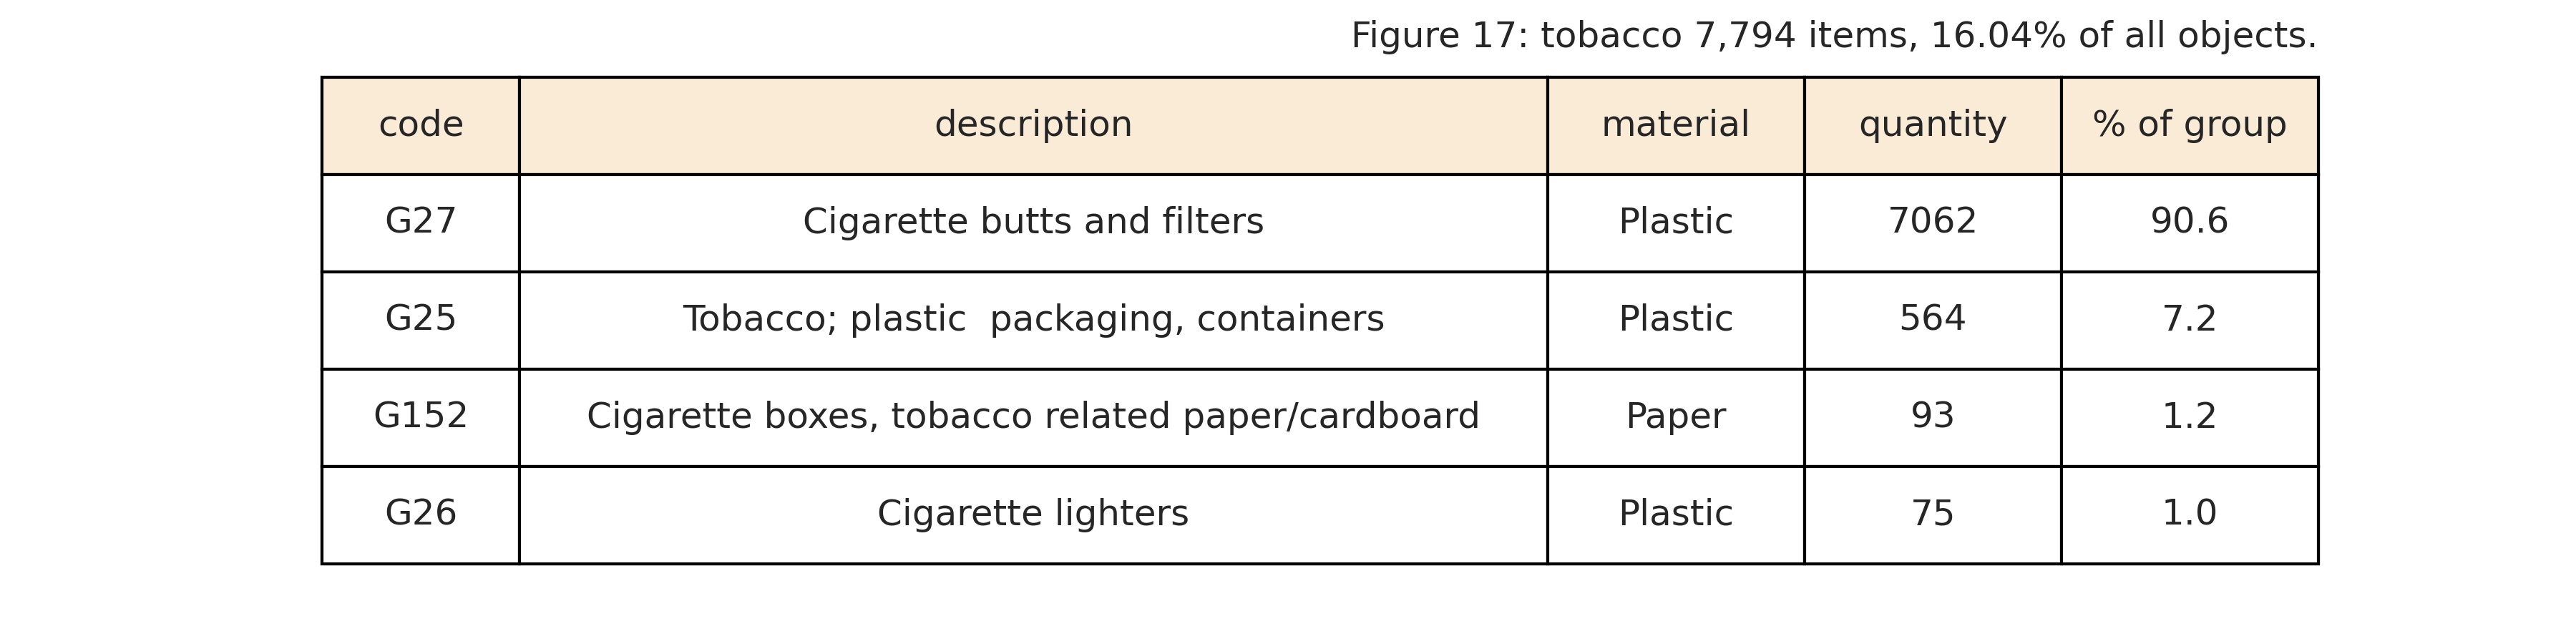 Figure 17: tobacco 7,794 items, 16.04% of all objects.
code description material quantity % of group
G27 Cigarette butts and filters Plastic 7062 90.6
G25 Tobacco; plastic  packaging, containers Plastic 564 7.2
G152 Cigarette boxes, tobacco related paper/cardboard Paper 93 1.2
G26 Cigarette lighters Plastic 75 1.0